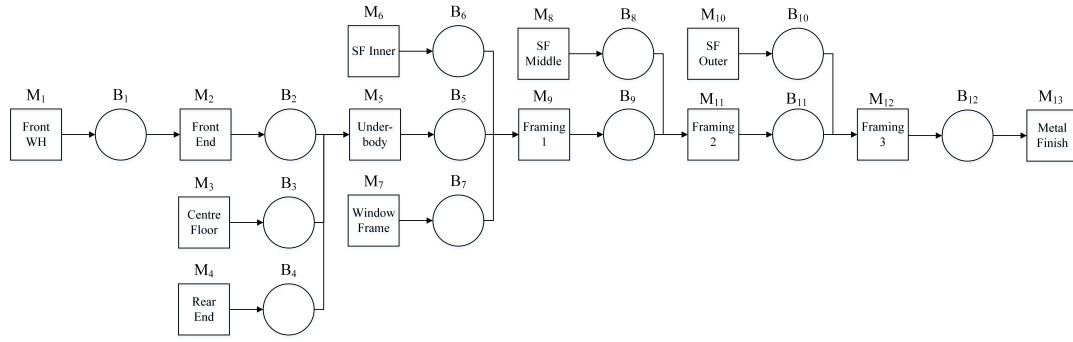 M6 B6 M8 B8 M10 B10
SF Inner SF Middle SF Outer
M1 B1 M2 B2 M5 B5 M9 B9 M11 B11 M12 B12 M13
Front WH Front End Under-body Framing 1 Framing 2 Framing 3 Metal Finish
M3 B3 M7 B7
Centre Floor Window Frame
M4 B4
Rear End